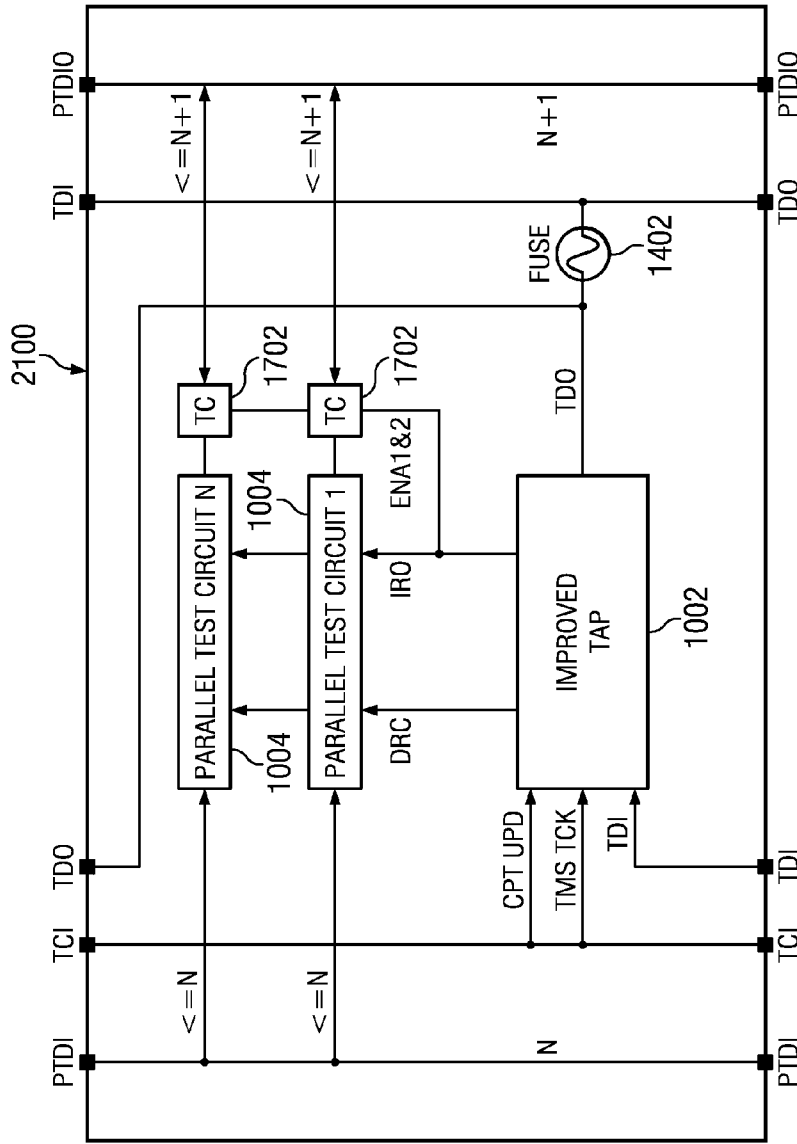 2100
PTDI
TCI
TDO
TDI
PTDIO
<=N
PARALLEL TEST CIRCUIT N
1004
TC
1702
<=N+1
<=N
PARALLEL TEST CIRCUIT 1
1004
TC
1702
<=N+1
DRC
IRO
ENA1&2
N
CPT UPD
TMS TCK
TDI
IMPROVED
TAP
1002
TDO
FUSE
1402
N+1
PTDI
TCI
TDI
TDO
PTDIO